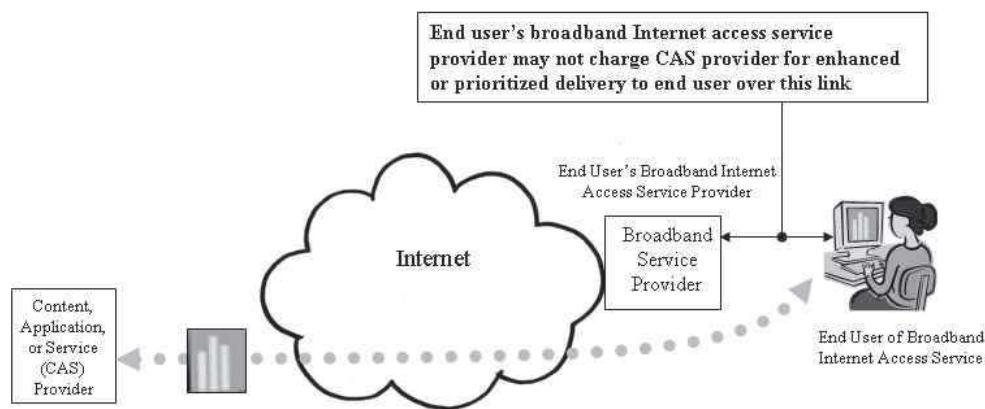 End user's broadband Internet access service
provider may not charge CAS provider for enhanced
or prioritized delivery to end user over this link
End User's Broadband Internet
Access Service Provider
Broadband
Service
Provider
Internet
Content,
Application,
or Service
(CAS)
Provider
End User of Broadband
Internet Access Service